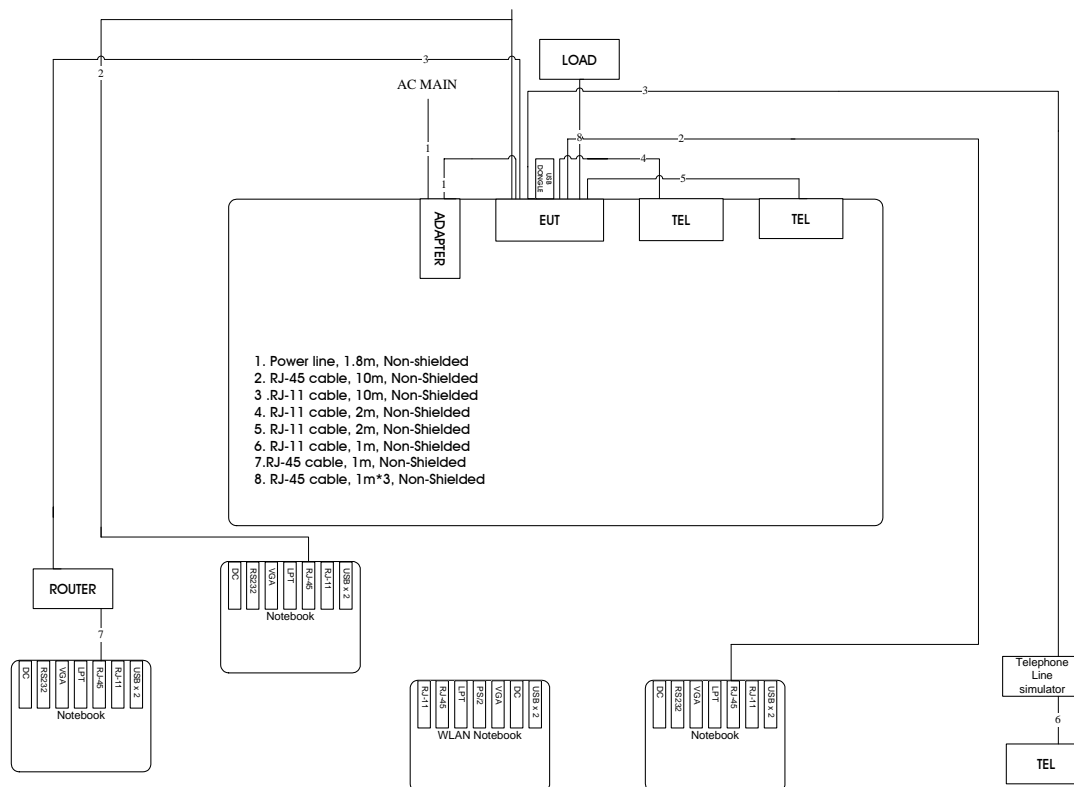 LOAD
3
2
AC MAIN
3
8
2
1
1
USB
DONGLE
4
5
ADAPTER
EUT
TEL
TEL
1. Power line, 1.8m, Non-shielded
2. RJ-45 cable, 10m, Non-Shielded
3 .RJ-11 cable, 10m, Non-Shielded
4. RJ-11 cable, 2m, Non-Shielded
5. RJ-11 cable, 2m, Non-Shielded
6. RJ-11 cable, 1m, Non-Shielded
7.RJ-45 cable, 1m, Non-Shielded
8. RJ-45 cable, 1m*3, Non-Shielded
ROUTER
7
DC
RS232
VGA
LPT
RJ-45
RJ-11
USB x 2
Notebook
DC
RS232
VGA
LPT
RJ-45
RJ-11
USB x 2
Notebook
RJ-11
RJ-45
LPT
PS/2
VGA
DC
USB x 2
WLAN Notebook
DC
RS232
VGA
LPT
RJ-45
RJ-11
USB x 2
Notebook
Telephone
Line
simulator
6
TEL